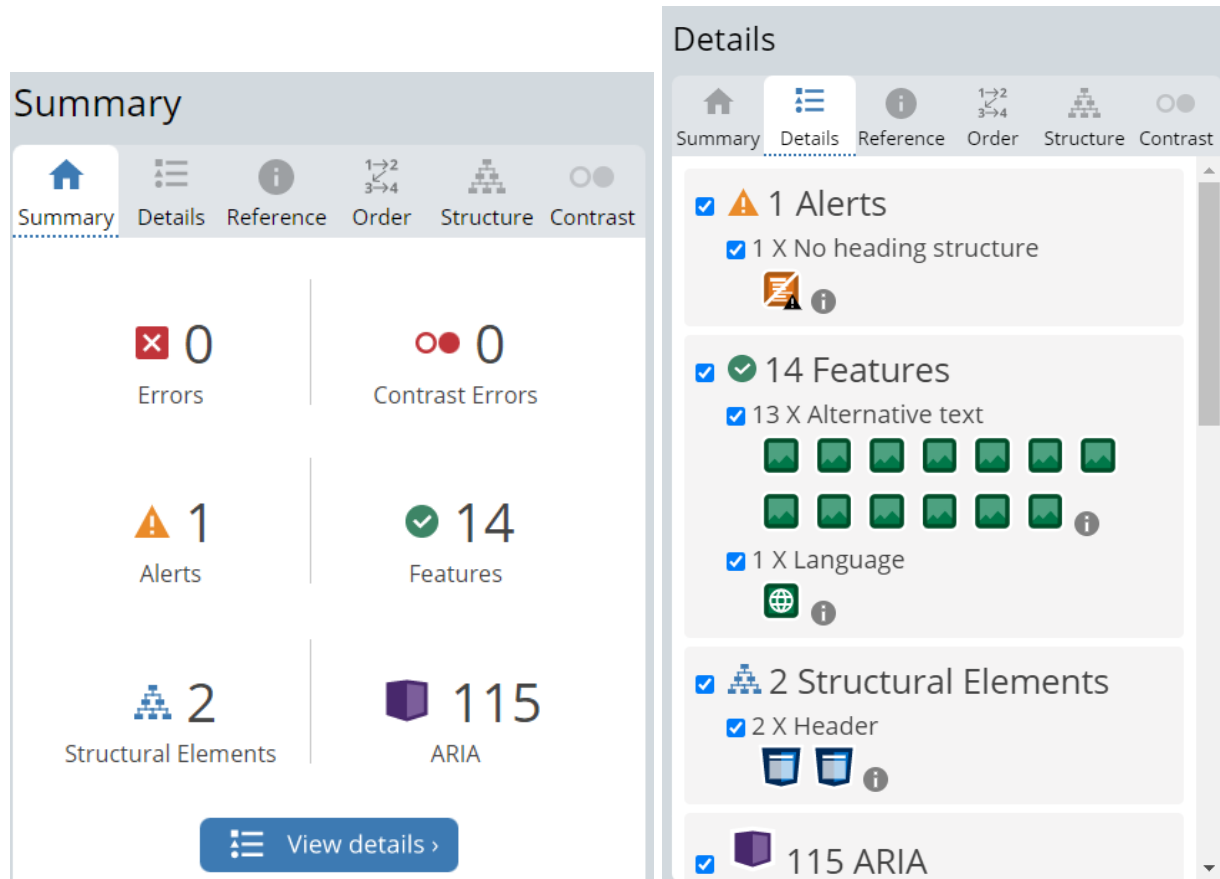 Summary
Summary Details Reference Order Structure Contrast
1→2
3→4
0
Errors
0
Contrast Errors
1
Alerts
14
Features
2
Structural Elements
115
ARIA
View details ›
Details
Summary Details Reference Order Structure Contrast
1→2
3→4
1 Alerts
1 X No heading structure
14 Features
13 X Alternative text
1 X Language
2 Structural Elements
2 X Header
115 ARIA